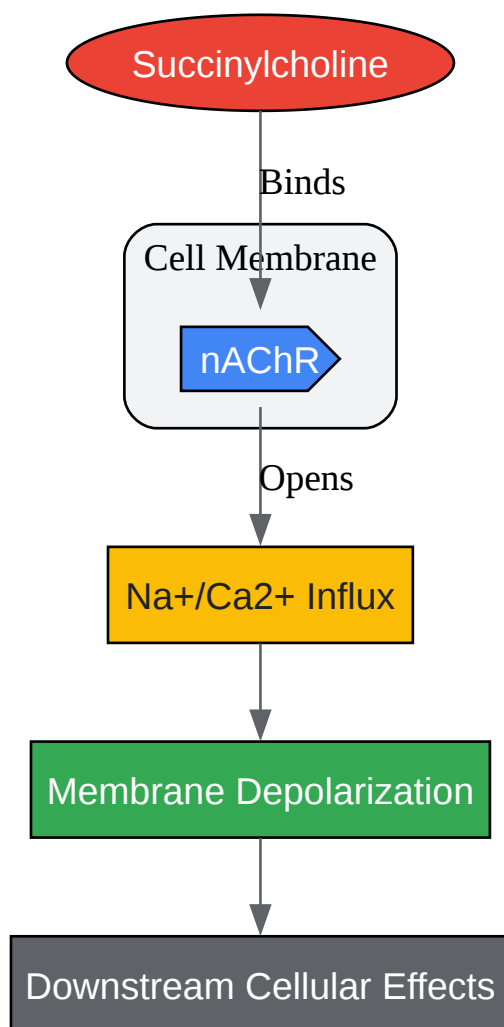 Succinylcholine
Binds
Cell Membrane
nAChR
Opens
Na+/Ca2+ Influx
Membrane Depolarization
Downstream Cellular Effects